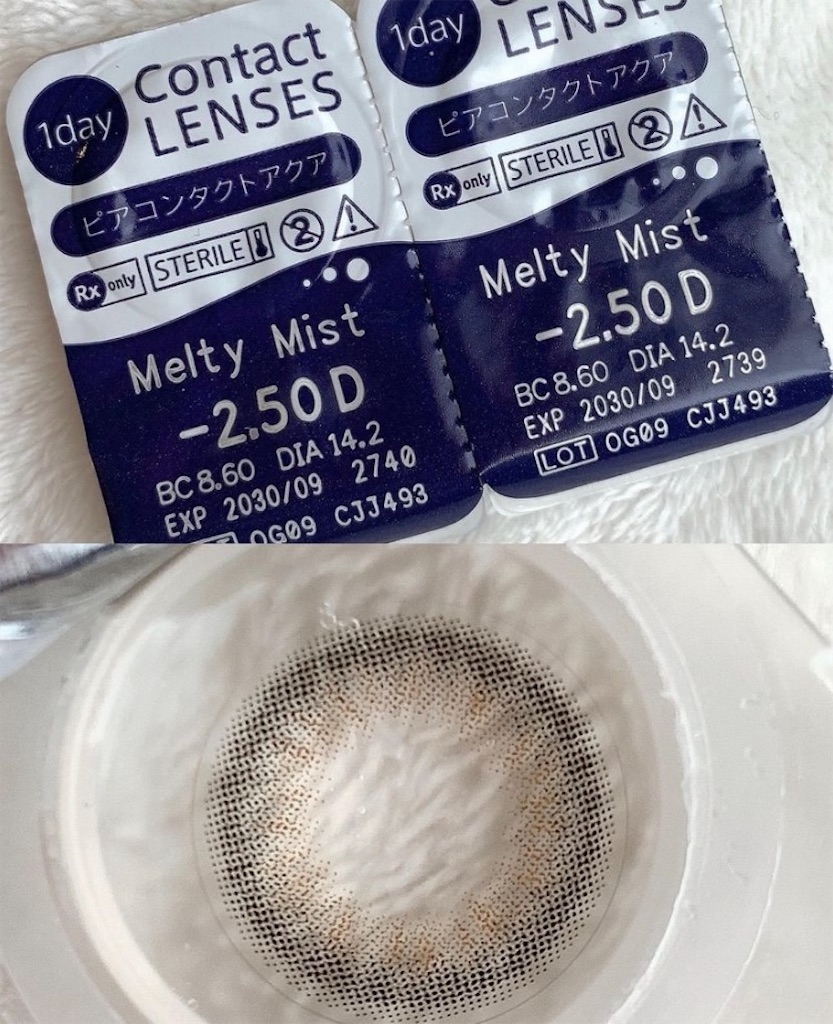 1day
Contact
LENSES
ピアコンタクトアクア
Rx only STERILE 2
Melty Mist
-2.50 D
BC 8.60 DIA 14.2
EXP 2030/09 2740
OG09 CJJ493
1day
LENSES
ピアコンタクトアクア
Rx only STERILE 2
Melty Mist
-2.50 D
BC 8.60 DIA 14.2
EXP 2030/09 2739
LOT OG09 CJJ493